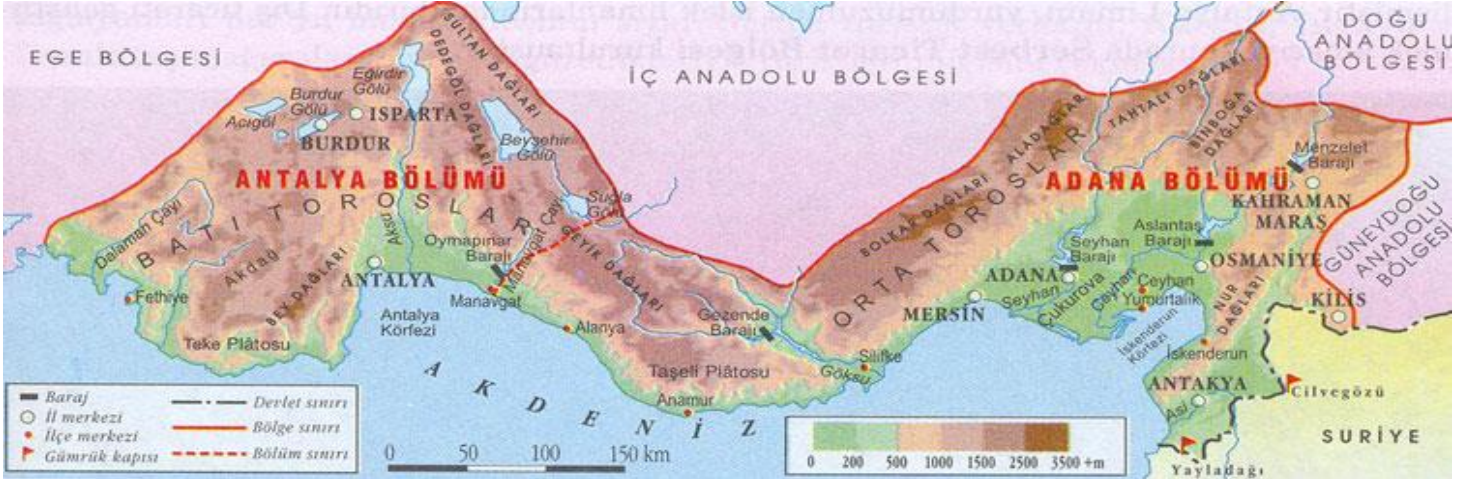 EGE BÖLGESİ
İÇ ANADOLU BÖLGESİ
DOĞU
ANADOLU
BÖLGESİ
GÜNEYDOĞU
ANADOLU
BÖLGESİ
SULTAN DAĞLARI
DEDEGÖL DAĞLARI
Eğirdir
Gölü
Burdur
Gölü
Acıgöl
ISPARTA
BURDUR
Beyşehir
Gölü
Suğla
Gölü
ANTALYA BÖLÜMÜ
BATI TOROSLAR
Dalaman Çayı
Akdağ
BEY DAĞLARI
Aksu
Oymapınar
Barajı
Manavgat Çayı
GEYİK DAĞLARI
ANTALYA
Manavgat
Fethiye
Antalya
Körfezi
Teke Plâtosu
Alanya
Gezende
Barajı
Taşeli Plâtosu
Anamur
Silifke
Göksu
AKDENİZ
BOLKAR DAĞLARI
ALADAĞLAR
ORTA TOROSLAR
TAHTALI DAĞLARI
BİNBOĞA
DAĞLARI
Menzelet
Barajı
ADANA BÖLÜMÜ
KAHRAMAN
MARAŞ
Aslantaş
Barajı
Seyhan
Barajı
OSMANİYE
ADANA
Seyhan
Çukurova
Ceyhan
Ceyhan
Yumurtalık
MERSİN
NUR
DAĞLARI
KİLİS
İskenderun
Körfezi
İskenderun
ANTAKYA
Asi
Cilvegözü
SURİYE
Yayladağı
Baraj
İl merkezi
İlçe merkezi
Gümrük kapısı
Devlet sınırı
Bölge sınırı
Bölüm sınırı
0 50 100 150 km
0 200 500 1000 1500 2500 3500 +m